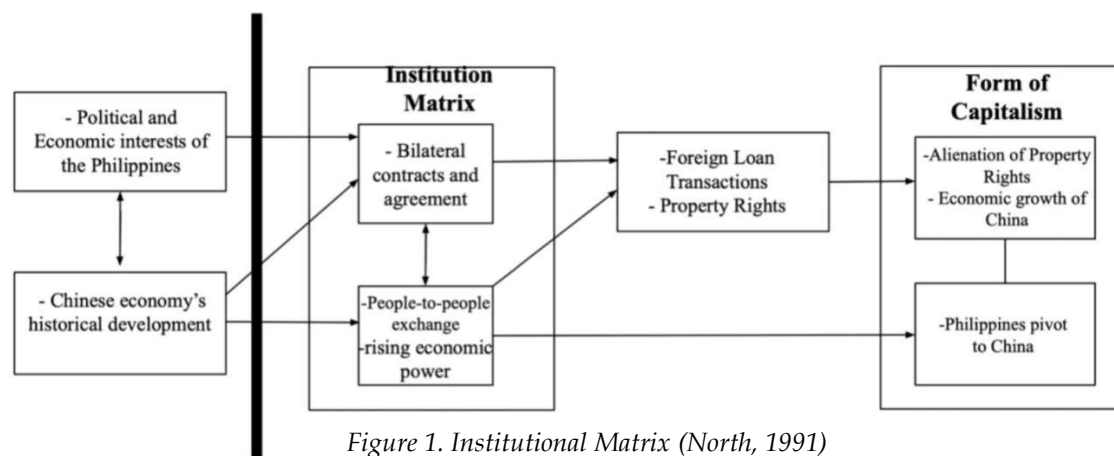 - Political and
Economic interests of
the Philippines
- Chinese economy's
historical development
Institution
Matrix
- Bilateral
contracts and
agreement
-People-to-people
exchange
-rising economic
power
-Foreign Loan
Transactions
- Property Rights
Form of
Capitalism
-Alienation of Property
Rights
- Economic growth of
China
-Philippines pivot
to China
Figure 1. Institutional Matrix (North, 1991)